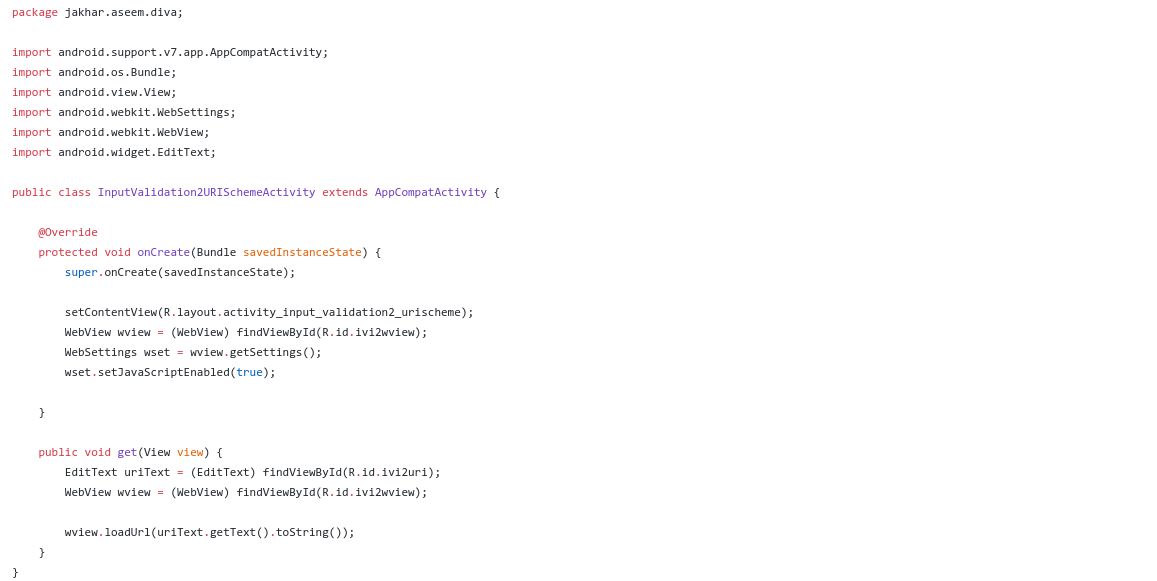 package jakhar.aseem.diva;
import android.support.v7.app.AppCompatActivity;
import android.os.Bundle;
import android.view.View;
import android.webkit.WebSettings;
import android.webkit.WebView;
import android.widget.EditText;
public class InputValidation2URISchemeActivity extends AppCompatActivity {
    @Override
    protected void onCreate(Bundle savedInstanceState) {
        super.onCreate(savedInstanceState);
        setContentView(R.layout.activity_input_validation2_urischeme);
        WebView wview = (WebView) findViewById(R.id.ivi2wview);
        WebSettings wset = wview.getSettings();
        wset.setJavaScriptEnabled(true);
    }
    public void get(View view) {
        EditText uriText = (EditText) findViewById(R.id.ivi2uri);
        WebView wview = (WebView) findViewById(R.id.ivi2wview);
        wview.loadUrl(uriText.getText().toString());
    }
}